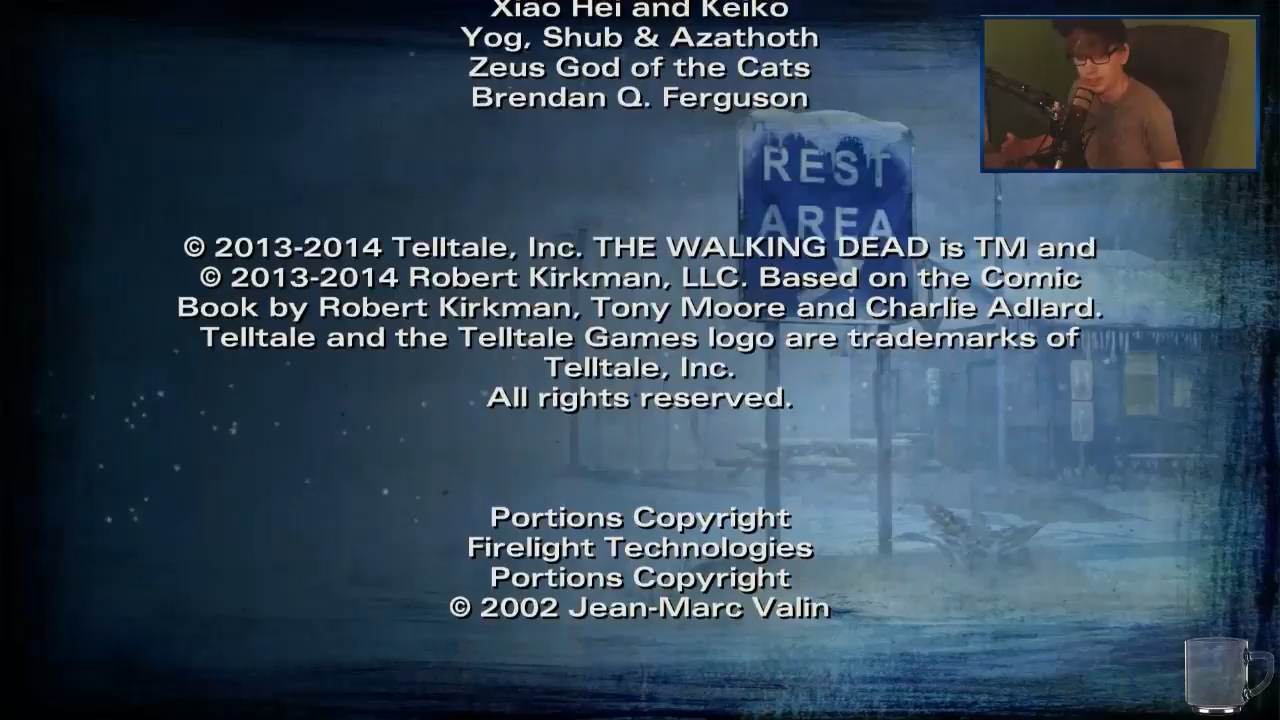 Xiao Hei and Keiko
Yog, Shub & Azathoth
Zeus God of the Cats
Brendan Q. Ferguson
REST
AREA
© 2013-2014 Telltale, Inc. THE WALKING DEAD is TM and
© 2013-2014 Robert Kirkman, LLC. Based on the Comic
Book by Robert Kirkman, Tony Moore and Charlie Adlard.
Telltale and the Telltale Games logo are trademarks of
Telltale, Inc.
All rights reserved.
Portions Copyright
Firelight Technologies
Portions Copyright
© 2002 Jean-Marc Valin